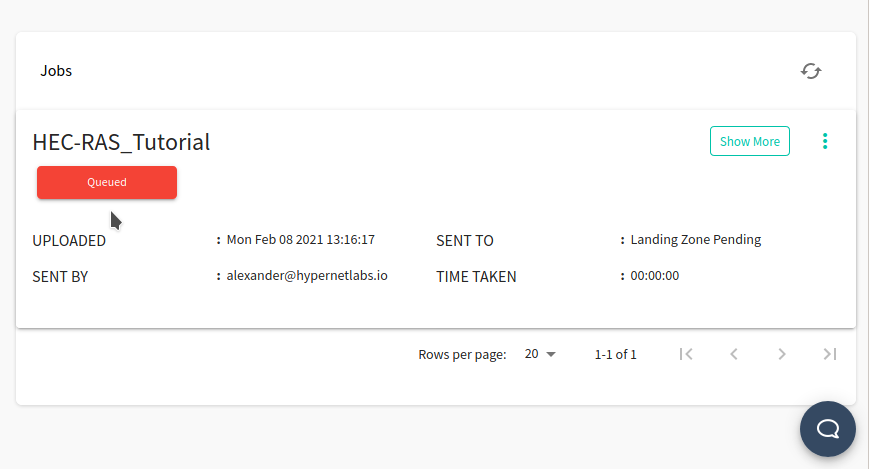 Jobs
HEC-RAS_Tutorial
Show More
Queued
UPLOADED : Mon Feb 08 2021 13:16:17 SENT TO : Landing Zone Pending
SENT BY : alexander@hypernetlabs.io TIME TAKEN : 00:00:00
Rows per page: 20 1-1 of 1